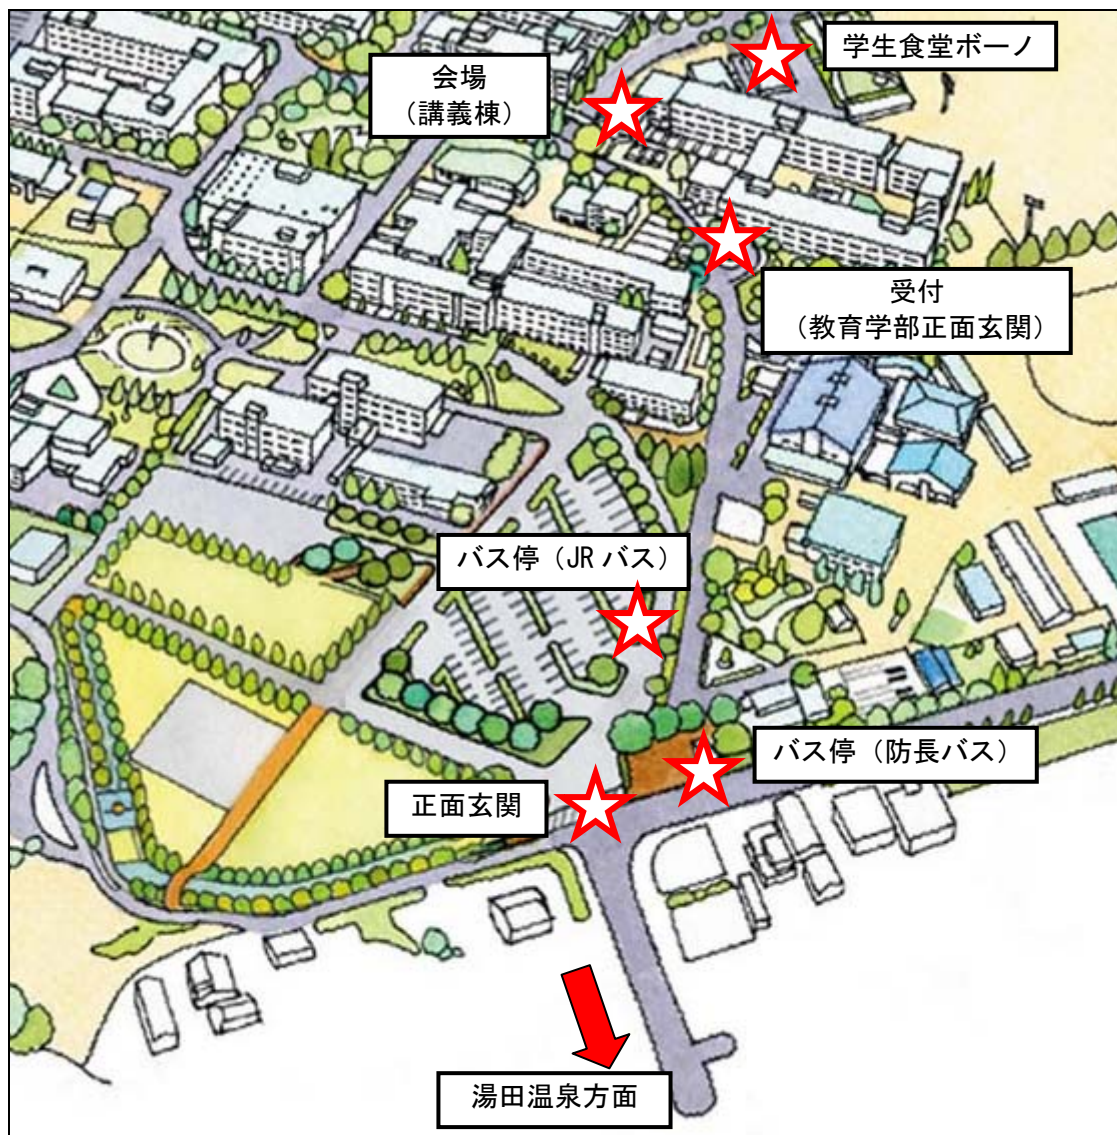 学生食堂ボーノ
会場
（講義棟）
受付
（教育学部正面玄関）
バス停（JR バス）
バス停（防長バス）
正面玄関
湯田温泉方面